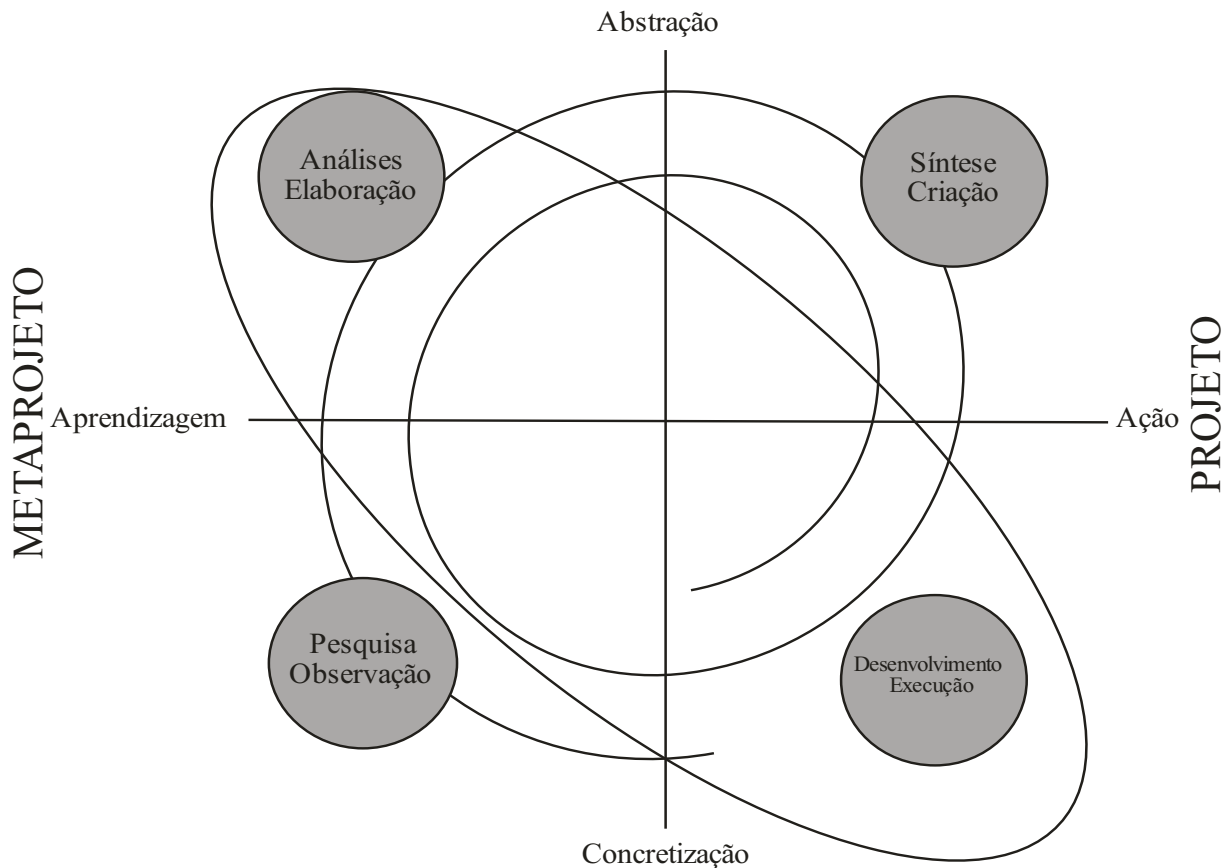 Abstração
Análises
Elaboração
Síntese
Criação
METAPROJETO
PROJETO
Aprendizagem
Ação
Pesquisa
Observação
Desenvolvimento
Execução
Concretização